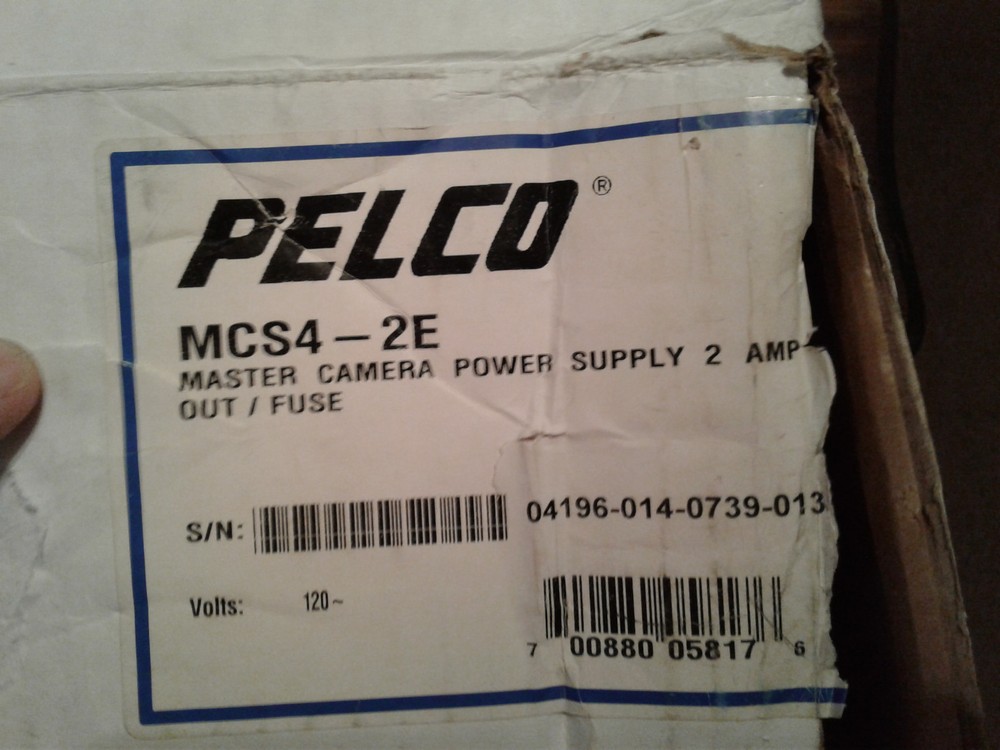 PELCO®
MCS4-2E
MASTER CAMERA POWER SUPPLY 2 AMP
OUT / FUSE
S/N: 04196-014-0739-013
Volts: 120~
7 00880 05817 6